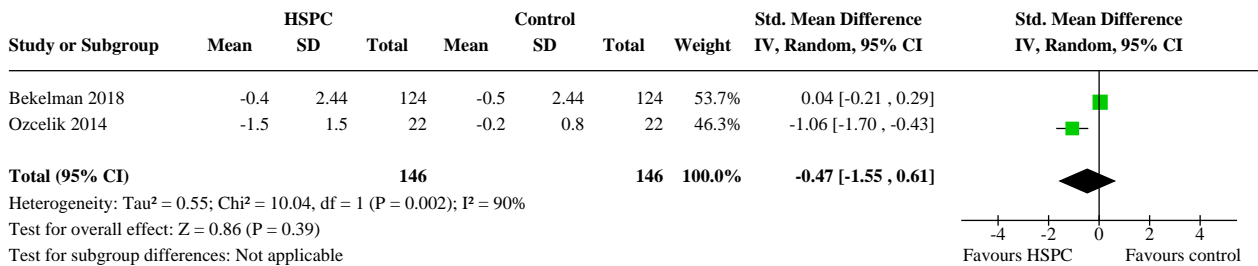 HSPC Control Std. Mean Difference Std. Mean Difference
Study or Subgroup Mean SD Total Mean SD Total Weight IV, Random, 95% CI IV, Random, 95% CI
Bekelman 2018 -0.4 2.44 124 -0.5 2.44 124 53.7% 0.04 [-0.21 , 0.29]
Ozcelik 2014 -1.5 1.5 22 -0.2 0.8 22 46.3% -1.06 [-1.70 , -0.43]
Total (95% CI) 146 146 100.0% -0.47 [-1.55 , 0.61]
Heterogeneity: Tau² = 0.55; Chi² = 10.04, df = 1 (P = 0.002); I² = 90%
Test for overall effect: Z = 0.86 (P = 0.39)
Test for subgroup differences: Not applicable
-4 -2 0 2 4
Favours HSPC Favours control